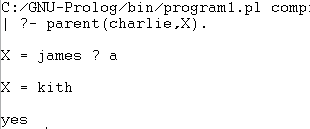 C:/GNU-Prolog/bin/program1.pl comp
| ?- parent(charlie,X).
X = james ? a
X = kith
yes